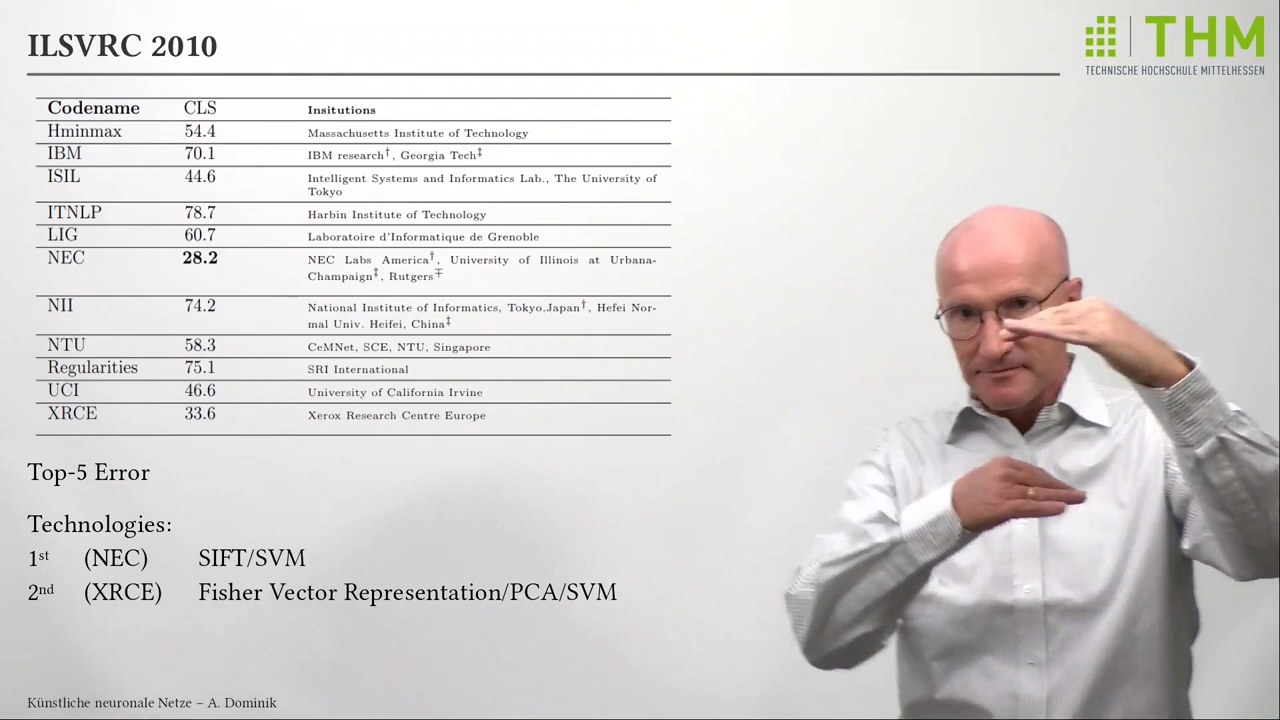 ILSVRC 2010
THM
TECHNISCHE HOCHSCHULE MITTELHESSEN
Codename CLS Insitutions
Hminmax 54.4 Massachusetts Institute of Technology
IBM 70.1 IBM research†, Georgia Tech‡
ISIL 44.6 Intelligent Systems and Informatics Lab., The University of
Tokyo
ITNLP 78.7 Harbin Institute of Technology
LIG 60.7 Laboratoire d'Informatique de Grenoble
NEC 28.2 NEC Labs America†, University of Illinois at Urbana-
Champaign‡, Rutgers∓
NII 74.2 National Institute of Informatics, Tokyo,Japan†, Hefei Nor-
mal Univ. Heifei, China‡
NTU 58.3 CeMNet, SCE, NTU, Singapore
Regularities 75.1 SRI International
UCI 46.6 University of California Irvine
XRCE 33.6 Xerox Research Centre Europe
Top-5 Error
Technologies:
1st (NEC) SIFT/SVM
2nd (XRCE) Fisher Vector Representation/PCA/SVM
Künstliche neuronale Netze – A. Dominik